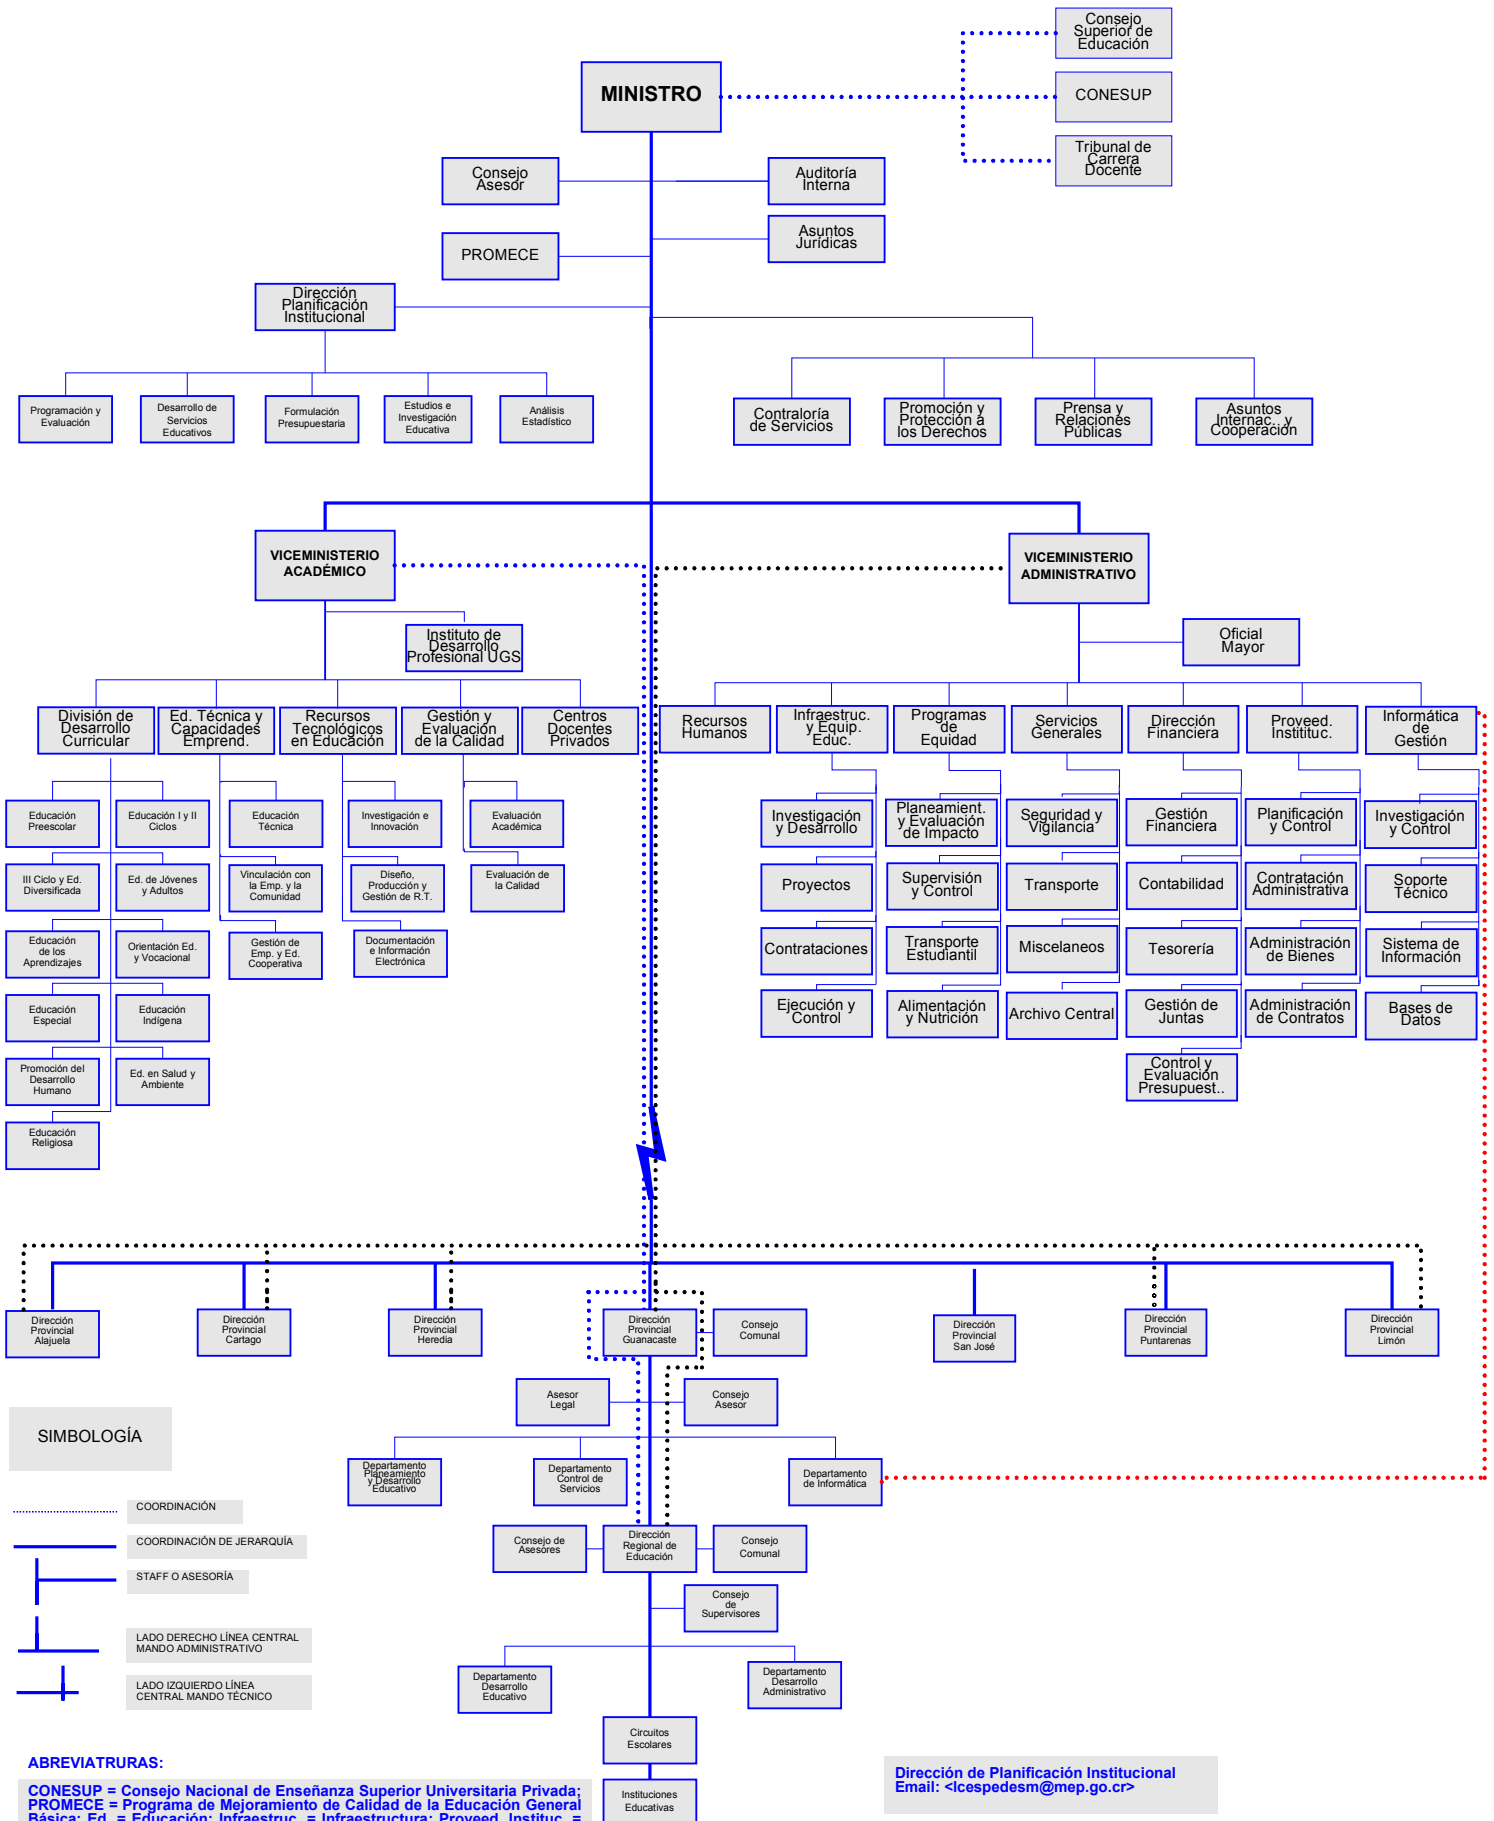 Consejo
Superior de
Educación
MINISTRO
CONESUP
Tribunal de
Carrera
Docente
Consejo
Asesor
Auditoría
Interna
Asuntos
Jurídicas
PROMECE
Dirección
Planificación
Institucional
Programación y
Evaluación
Desarrollo de
Servicios
Educativos
Formulación
Presupuestaria
Estudios e
Investigación
Educativa
Análisis
Estadístico
Contraloría
de Servicios
Promoción y
Protección a
los Derechos
Prensa y
Relaciones
Públicas
Asuntos
Internac.. y
Cooperación
VICEMINISTERIO
ACADÉMICO
VICEMINISTERIO
ADMINISTRATIVO
Instituto de
Desarrollo
Profesional UGS
Oficial
Mayor
División de
Desarrollo
Curricular
Ed. Técnica y
Capacidades
Emprend.
Recursos
Tecnológicos
en Educación
Gestión y
Evaluación
de la Calidad
Centros
Docentes
Privados
Recursos
Humanos
Infraestruc.
y Equip.
Educ.
Programas
de
Equidad
Servicios
Generales
Dirección
Financiera
Proveed.
Institituc.
Informática
de
Gestión
Educación
Preescolar
Educación I y II
Ciclos
Educación
Técnica
Investigación e
Innovación
Evaluación
Académica
Investigación
y Desarrollo
Planeamient.
y Evaluación
de Impacto
Seguridad y
Vigilancia
Gestión
Financiera
Planificación
y Control
Investigación
y Control
III Ciclo y Ed.
Diversificada
Ed. de Jóvenes
y Adultos
Vinculación con
la Emp. y la
Comunidad
Diseño,
Producción y
Gestión de R.T.
Evaluación de
la Calidad
Proyectos
Supervisión
y Control
Transporte
Contabilidad
Contratación
Administrativa
Soporte
Técnico
Educación
de los
Aprendizajes
Orientación Ed.
y Vocacional
Gestión de
Emp. y Ed.
Cooperativa
Documentación
e Información
Electrónica
Contrataciones
Transporte
Estudiantil
Miscelaneos
Tesorería
Administración
de Bienes
Sistema de
Información
Educación
Especial
Educación
Indígena
Ejecución y
Control
Alimentación
y Nutrición
Archivo Central
Gestión de
Juntas
Administración
de Contratos
Bases de
Datos
Promoción del
Desarrollo
Humano
Ed. en Salud y
Ambiente
Control y
Evaluación
Presupuest..
Educación
Religiosa
Dirección
Provincial
Alajuela
Dirección
Provincial
Cartago
Dirección
Provincial
Heredia
Dirección
Provincial
Guanacaste
Consejo
Comunal
Dirección
Provincial
San José
Dirección
Provincial
Puntarenas
Dirección
Provincial
Limón
Asesor
Legal
Consejo
Asesor
SIMBOLOGÍA
Departamento
Planeamiento
y Desarrollo
Educativo
Departamento
Control de
Servicios
Departamento
de Informática
COORDINACIÓN
COORDINACIÓN DE JERARQUÍA
STAFF O ASESORÍA
LADO DERECHO LÍNEA CENTRAL
MANDO ADMINISTRATIVO
LADO IZQUIERDO LÍNEA
CENTRAL MANDO TÉCNICO
Consejo de
Asesores
Dirección
Regional de
Educación
Consejo
Comunal
Consejo
de
Supervisores
Departamento
Desarrollo
Educativo
Departamento
Desarrollo
Administrativo
Circuitos
Escolares
Instituciones
Educativas
ABREVIATRURAS:
CONESUP = Consejo Nacional de Enseñanza Superior Universitaria Privada;
PROMECE = Programa de Mejoramiento de Calidad de la Educación General
Básica; Ed. = Educación; Infraestruc. = Infraestructura; Proveed. Instituc. =
Dirección de Planificación Institucional
Email: <lcespedesm@mep.go.cr>